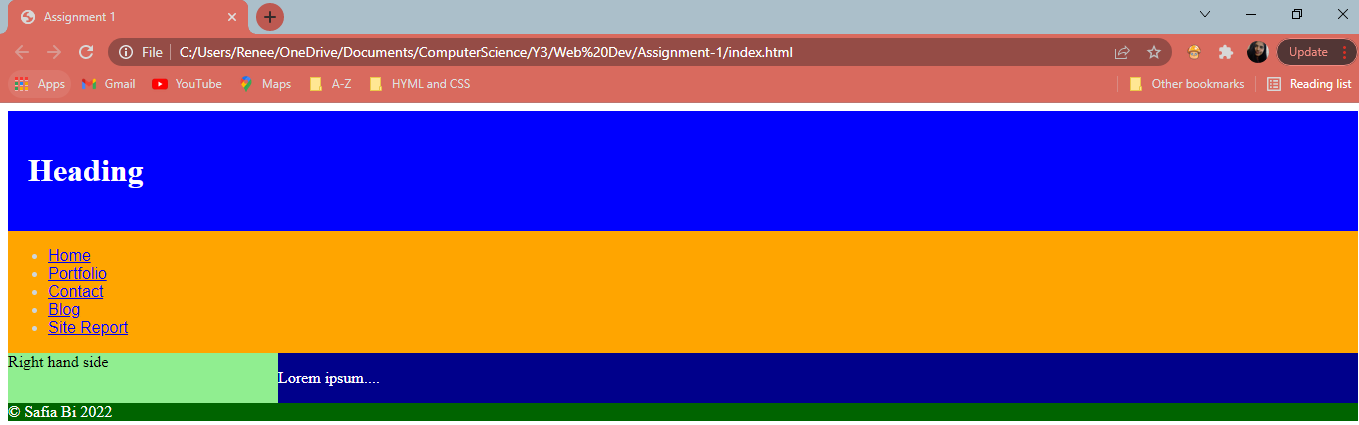 Assignment 1
File C:/Users/Renee/OneDrive/Documents/ComputerScience/Y3/Web%20Dev/Assignment-1/index.html Update
Apps Gmail YouTube Maps A-Z HYML and CSS Other bookmarks Reading list
Heading
Home
Portfolio
Contact
Blog
Site Report
Right hand side
Lorem ipsum....
© Safia Bi 2022